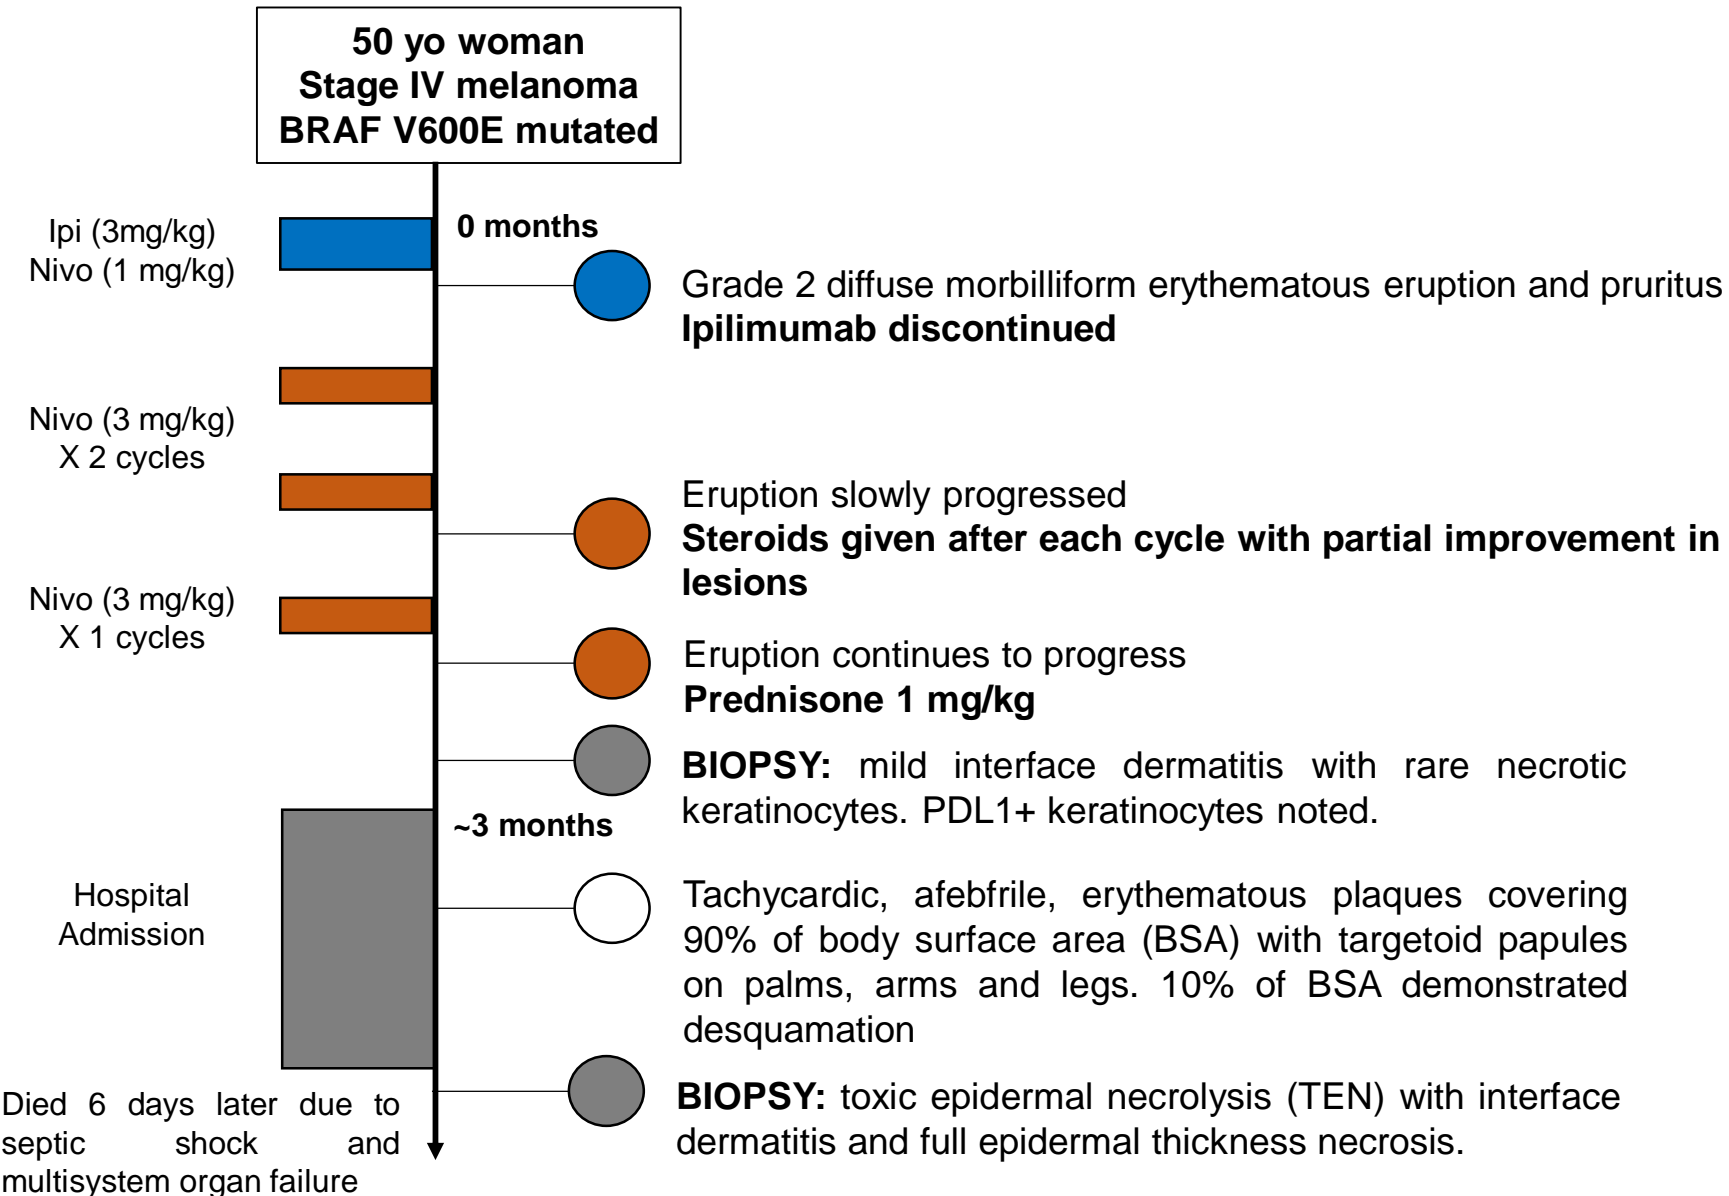 50 yo woman
Stage IV melanoma
BRAF V600E mutated
Ipi (3mg/kg)
Nivo (1 mg/kg)
0 months
Grade 2 diffuse morbilliform erythematous eruption and pruritus
Ipilimumab discontinued
Nivo (3 mg/kg)
X 2 cycles
Eruption slowly progressed
Steroids given after each cycle with partial improvement in
lesions
Nivo (3 mg/kg)
X 1 cycles
Eruption continues to progress
Prednisone 1 mg/kg
BIOPSY: mild interface dermatitis with rare necrotic
keratinocytes. PDL1+ keratinocytes noted.
~3 months
Hospital
Admission
Tachycardic, afebfrile, erythematous plaques covering
90% of body surface area (BSA) with targetoid papules
on palms, arms and legs. 10% of BSA demonstrated
desquamation
BIOPSY: toxic epidermal necrolysis (TEN) with interface
dermatitis and full epidermal thickness necrosis.
Died 6 days later due to
septic shock and
multisystem organ failure